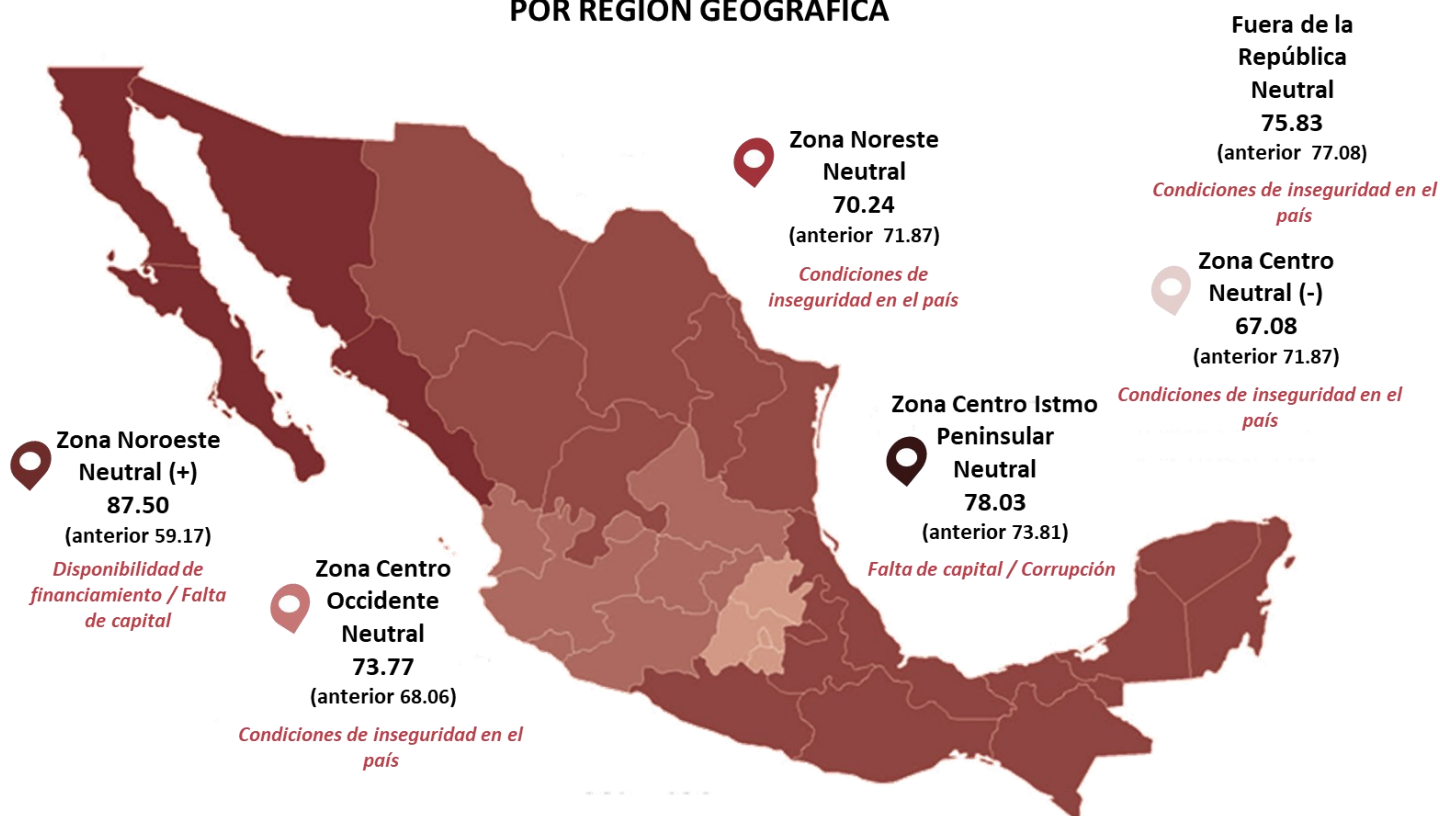 POR REGIÓN GEOGRÁFICA
Fuera de la
República
Neutral
75.83
(anterior 77.08)
Condiciones de inseguridad en el
país
Zona Noreste
Neutral
70.24
(anterior 71.87)
Condiciones de
inseguridad en el país
Zona Centro
Neutral (-)
67.08
(anterior 71.87)
Condiciones de inseguridad en el
país
Zona Centro Istmo
Peninsular
Neutral
78.03
(anterior 73.81)
Falta de capital / Corrupción
Zona Noroeste
Neutral (+)
87.50
(anterior 59.17)
Disponibilidad de
financiamiento / Falta
de capital
Zona Centro
Occidente
Neutral
73.77
(anterior 68.06)
Condiciones de inseguridad en el
país